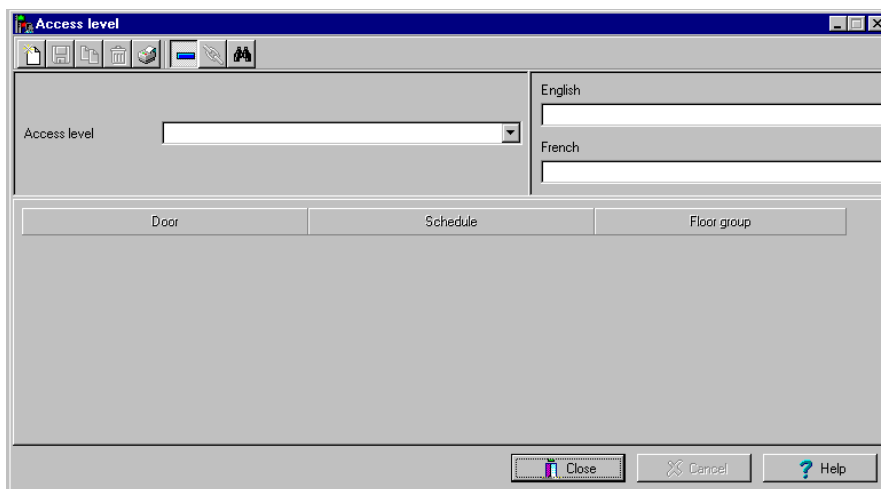 Access level
English
Access level
French
Door Schedule Floor group
Close Cancel Help